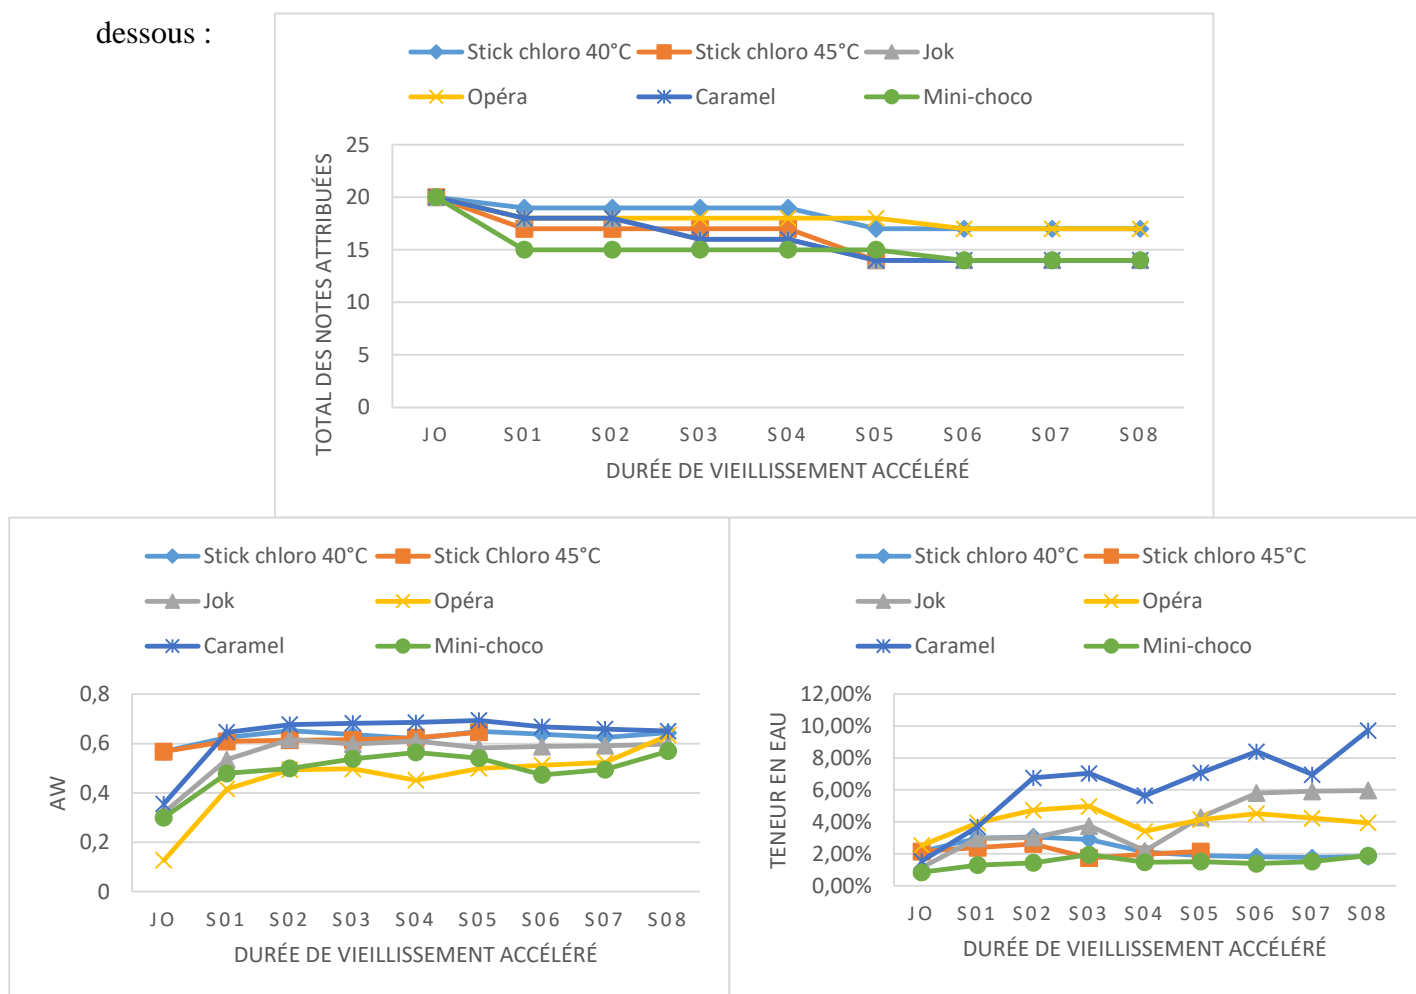 dessous :
Stick chloro 40°C Stick chloro 45°C Jok
Opéra Caramel Mini-choco
TOTAL DES NOTES ATTRIBUÉES
25
20
15
10
5
0
JO S01 S02 S03 S04 S05 S06 S07 S08
DURÉE DE VIEILLISSEMENT ACCÉLÉRÉ
Stick chloro 40°C Stick Chloro 45°C
Jok Opéra
Caramel Mini-choco
AW
0,8
0,6
0,4
0,2
0
JO S01 S02 S03 S04 S05 S06 S07 S08
DURÉE DE VIEILLISSEMENT ACCÉLÉRÉ
Stick chloro 40°C Stick chloro 45°C
Jok Opéra
Caramel Mini-choco
TENEUR EN EAU
12,00%
10,00%
8,00%
6,00%
4,00%
2,00%
0,00%
JO S01 S02 S03 S04 S05 S06 S07 S08
DURÉE DE VIEILLISSEMENT ACCÉLÉRÉ